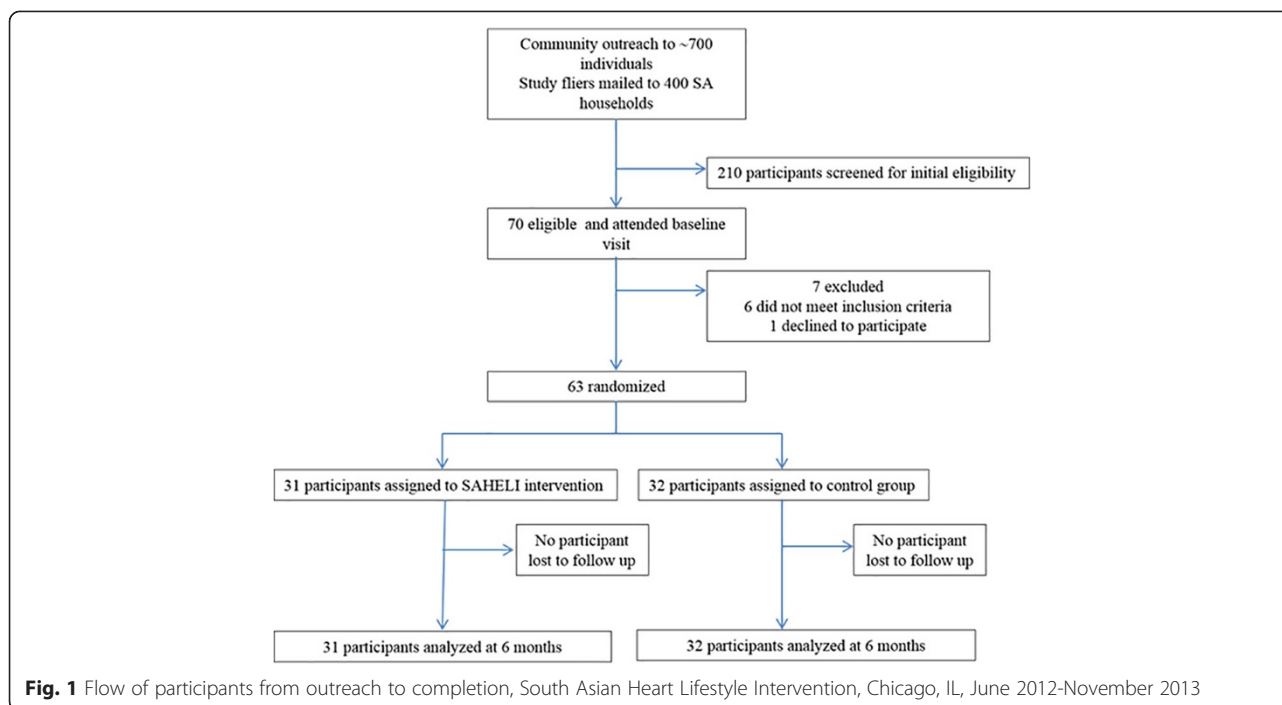 Community outreach to ~700
individuals
Study fliers mailed to 400 SA
households
210 participants screened for initial eligibility
70 eligible and attended baseline
visit
7 excluded
6 did not meet inclusion criteria
1 declined to participate
63 randomized
31 participants assigned to SAHELI intervention
32 participants assigned to control group
No participant
lost to follow up
No participant
lost to follow up
31 participants analyzed at 6 months
32 participants analyzed at 6 months
Fig. 1 Flow of participants from outreach to completion, South Asian Heart Lifestyle Intervention, Chicago, IL, June 2012-November 2013